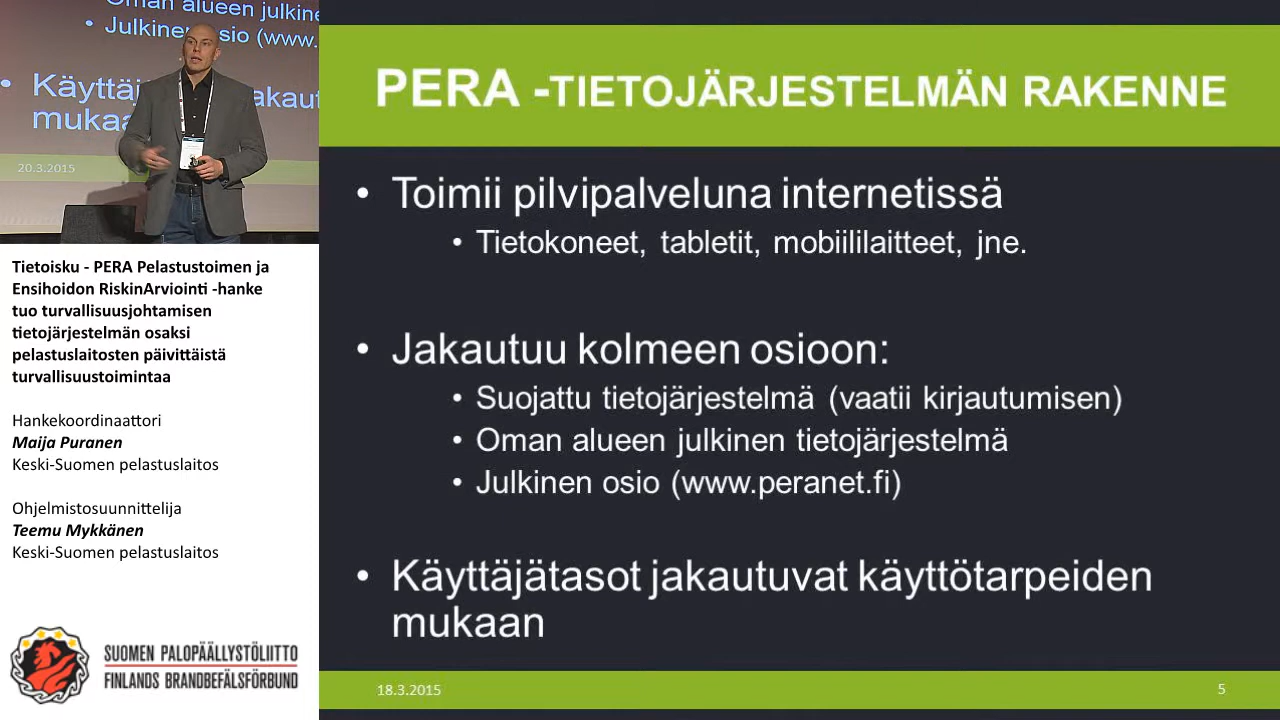 Oman alueen julkine
• Julkinen osio (www.
• Käyttäj akaut
mukaa
20.3.2015
Tietoisku - PERA Pelastustoimen ja
Ensihoidon RiskinArviointi -hanke
tuo turvallisuusjohtamisen
tietojärjestelmän osaksi
pelastuslaitosten päivittäistä
turvallisuustoimintaa
Hankekoordinaattori
Maija Puranen
Keski-Suomen pelastuslaitos
Ohjelmistosuunnittelija
Teemu Mykkänen
Keski-Suomen pelastuslaitos
SUOMEN PALOPÄÄLLYSTÖLIITTO
FINLANDS BRANDBEFÄLSFÖRBUND
PERA -TIETOJÄRJESTELMÄN RAKENNE
• Toimii pilvipalveluna internetissä
• Tietokoneet, tabletit, mobiililaitteet, jne.
• Jakautuu kolmeen osioon:
• Suojattu tietojärjestelmä (vaatii kirjautumisen)
• Oman alueen julkinen tietojärjestelmä
• Julkinen osio (www.peranet.fi)
• Käyttäjätasot jakautuvat käyttötarpeiden
mukaan
18.3.2015
5